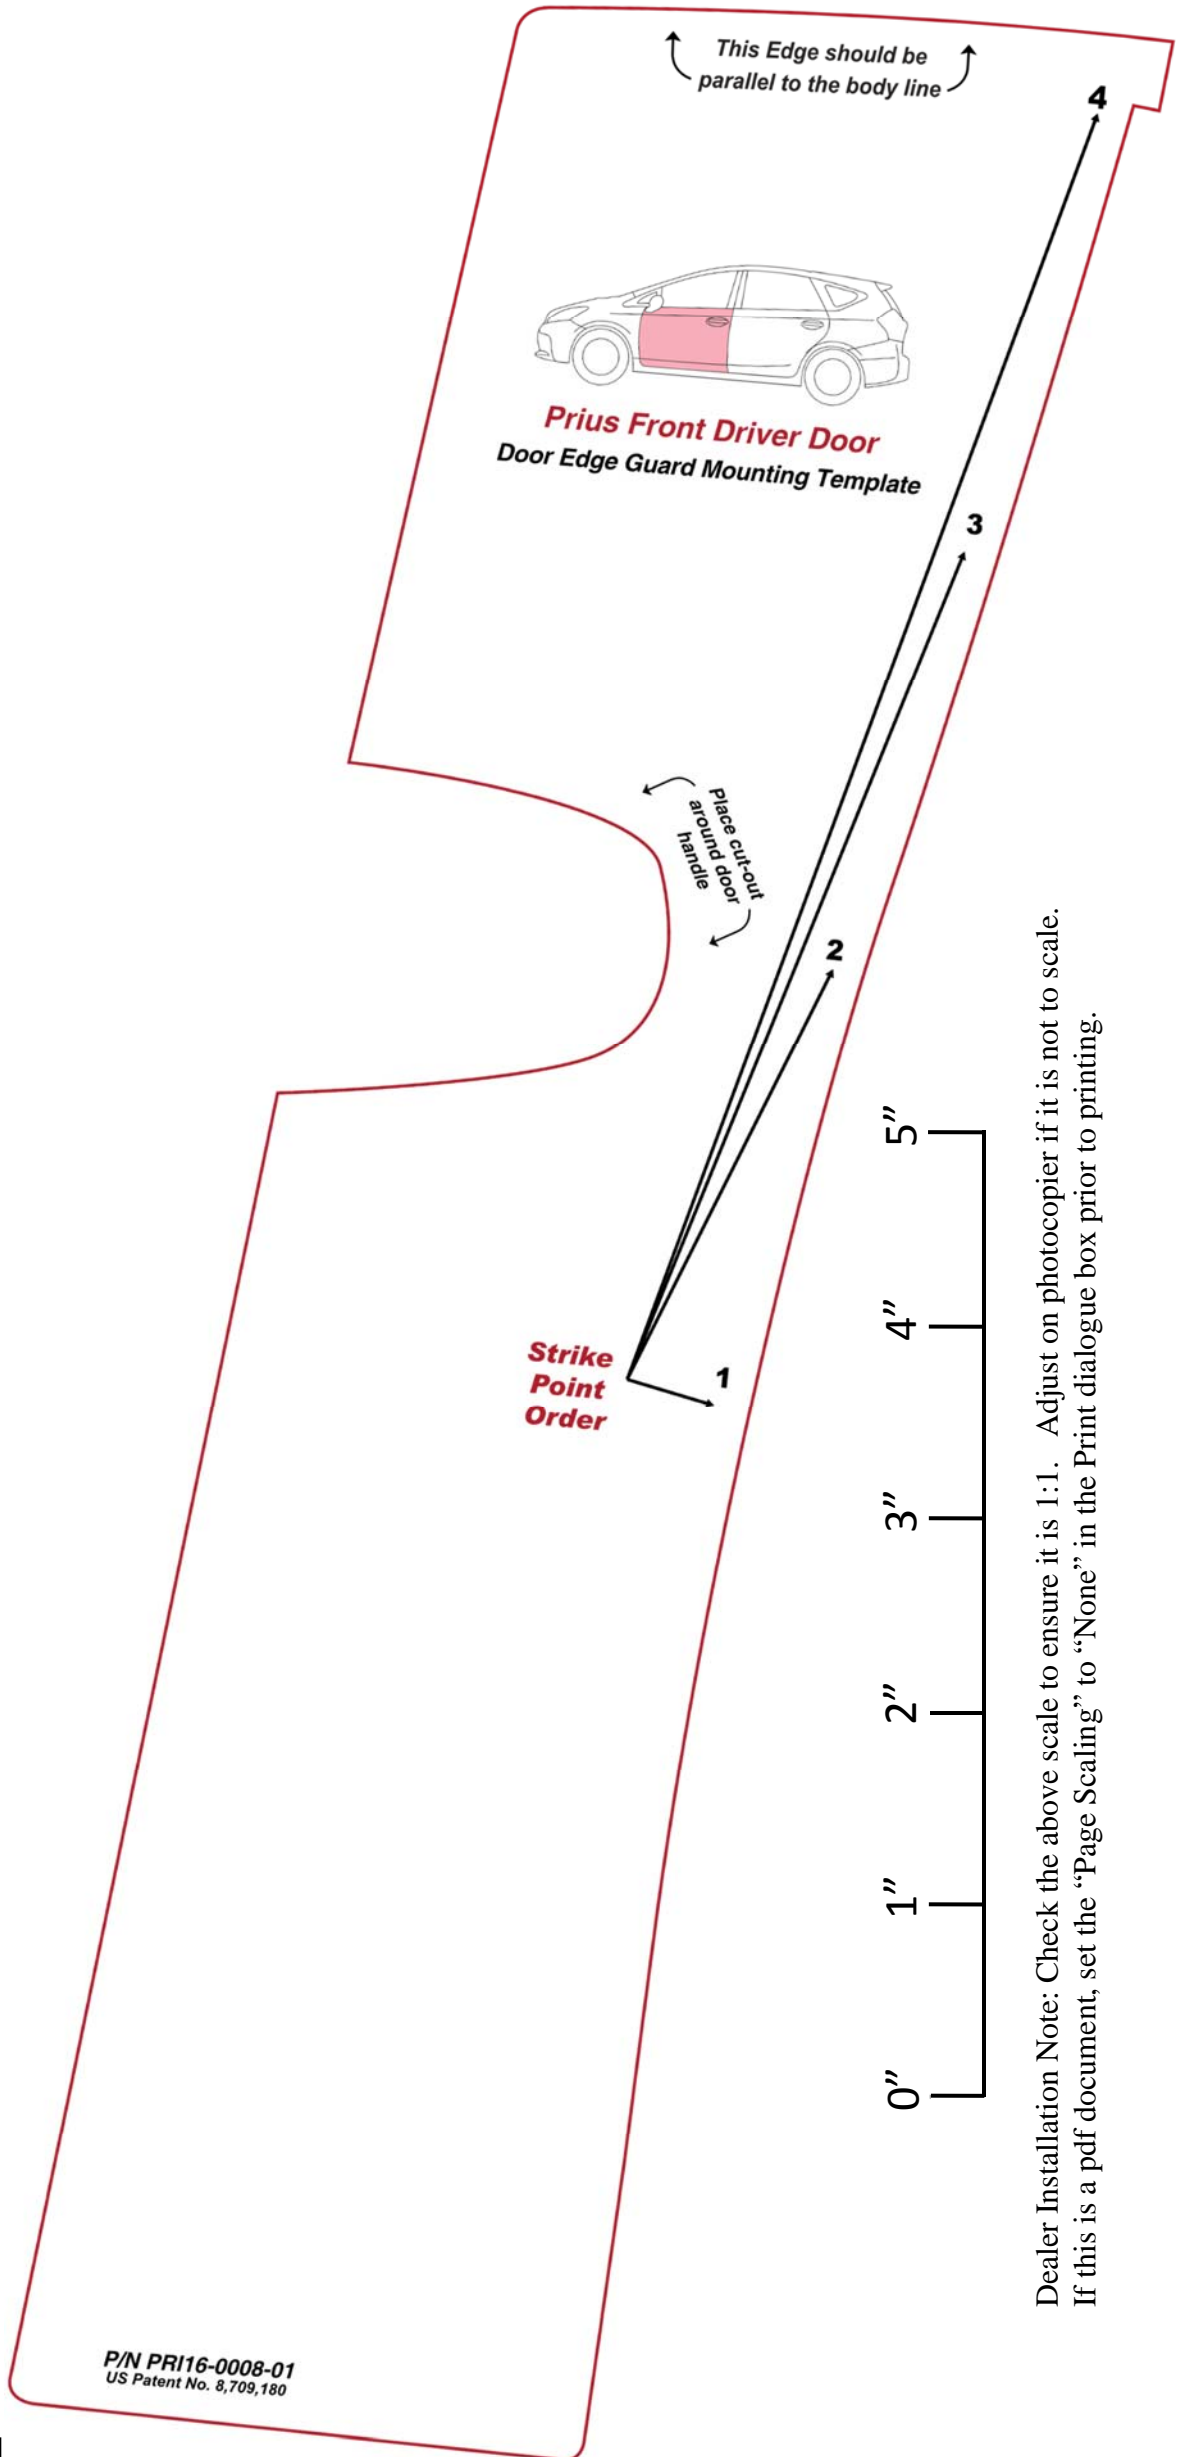 This Edge should be
parallel to the body line
4
Prius Front Driver Door
Door Edge Guard Mounting Template
3
Place cut-out
around door
handle
2
Strike
Point
Order
1
0” 1” 2” 3” 4” 5”
Dealer Installation Note: Check the above scale to ensure it is 1:1. Adjust on photocopier if it is not to scale.
If this is a pdf document, set the “Page Scaling” to “None” in the Print dialogue box prior to printing.
P/N PRI16-0008-01
US Patent No. 8,709,180